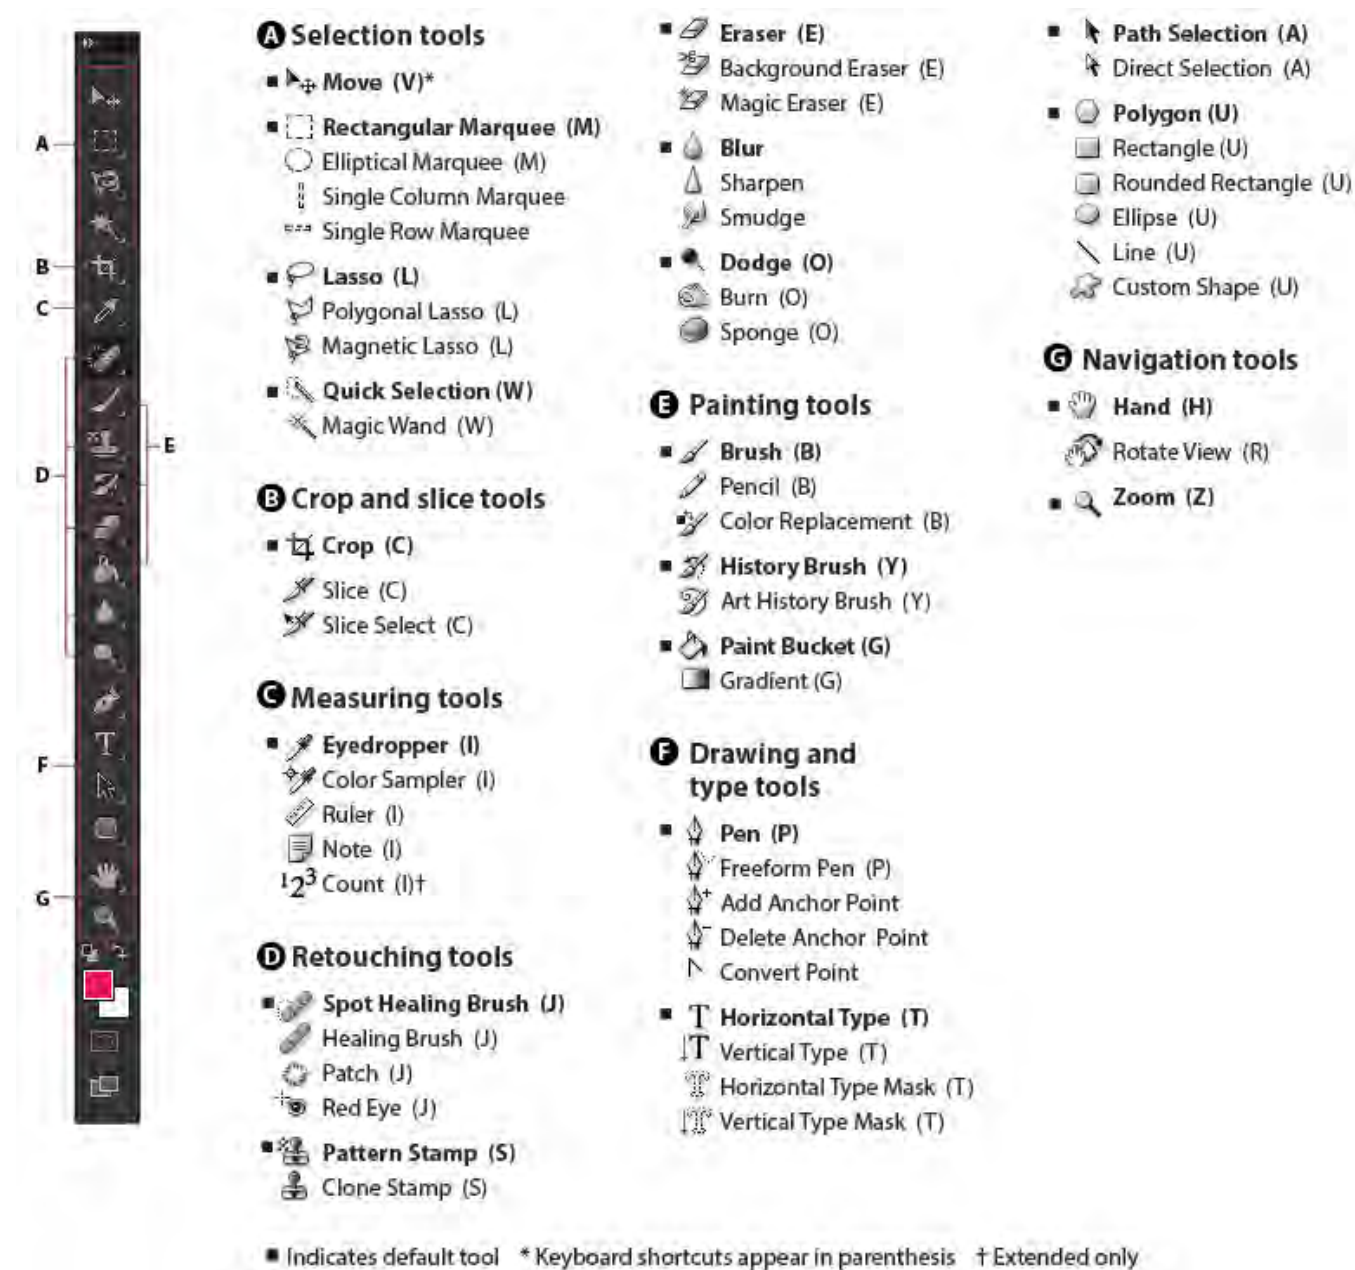 A
B
C
D
E
F
G
A Selection tools
■ Move (V)*
■ Rectangular Marquee (M)
Elliptical Marquee (M)
Single Column Marquee
Single Row Marquee
■ Lasso (L)
Polygonal Lasso (L)
Magnetic Lasso (L)
■ Quick Selection (W)
Magic Wand (W)
B Crop and slice tools
■ Crop (C)
Slice (C)
Slice Select (C)
C Measuring tools
■ Eyedropper (I)
Color Sampler (I)
Ruler (I)
Note (I)
123 Count (I)†
D Retouching tools
■ Spot Healing Brush (J)
Healing Brush (J)
Patch (J)
Red Eye (J)
■ Pattern Stamp (S)
Clone Stamp (S)
■ Eraser (E)
Background Eraser (E)
Magic Eraser (E)
■ Blur
Sharpen
Smudge
■ Dodge (O)
Burn (O)
Sponge (O)
E Painting tools
■ Brush (B)
Pencil (B)
Color Replacement (B)
■ History Brush (Y)
Art History Brush (Y)
■ Paint Bucket (G)
Gradient (G)
F Drawing and
type tools
■ Pen (P)
Freeform Pen (P)
Add Anchor Point
Delete Anchor Point
Convert Point
■ T Horizontal Type (T)
T Vertical Type (T)
Horizontal Type Mask (T)
Vertical Type Mask (T)
■ Path Selection (A)
Direct Selection (A)
■ Polygon (U)
Rectangle (U)
Rounded Rectangle (U)
Ellipse (U)
Line (U)
Custom Shape (U)
G Navigation tools
■ Hand (H)
Rotate View (R)
■ Zoom (Z)
■ Indicates default tool * Keyboard shortcuts appear in parenthesis † Extended only